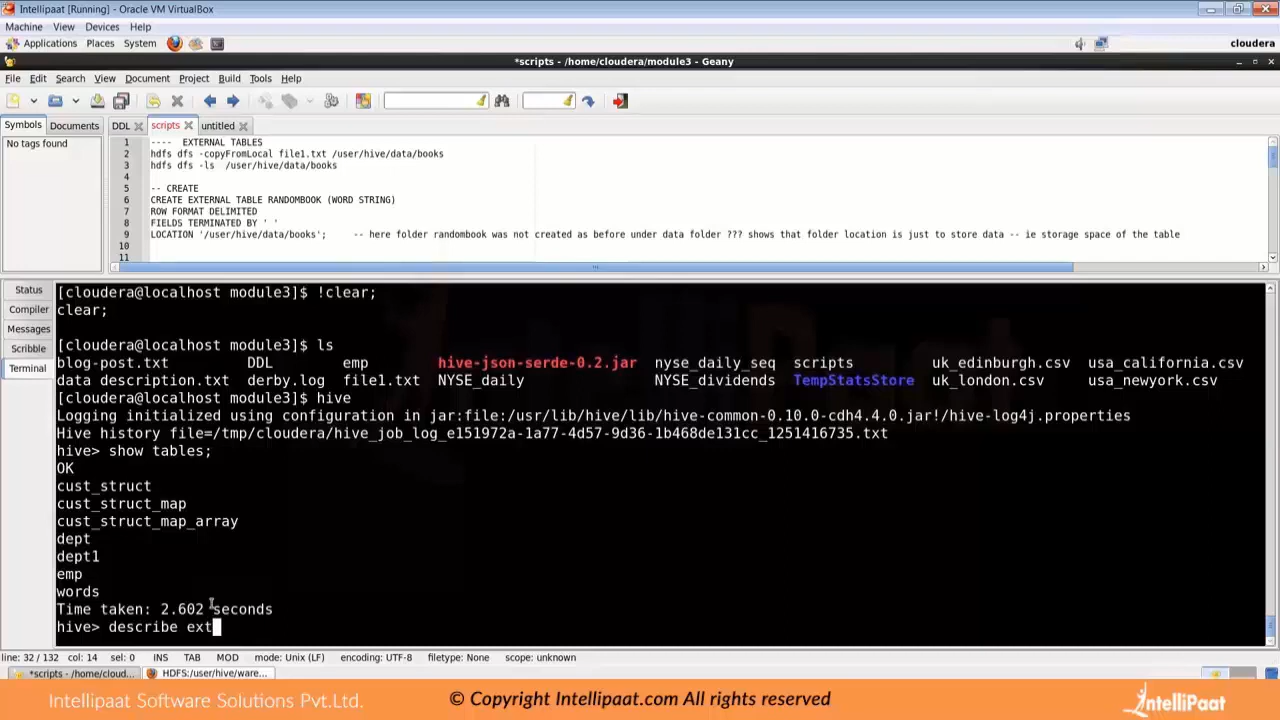 Intellipaat [Running] - Oracle VM VirtualBox
Machine View Devices Help
Applications Places System cloudera
*scripts - /home/cloudera/module3 - Geany
File Edit Search View Document Project Build Tools Help
Symbols Documents DDL scripts untitled
No tags found
1 ---- EXTERNAL TABLES
2 hdfs dfs -copyFromLocal file1.txt /user/hive/data/books
3 hdfs dfs -ls /user/hive/data/books
4
5 -- CREATE
6 CREATE EXTERNAL TABLE RANDOMBOOK (WORD STRING)
7 ROW FORMAT DELIMITED
8 FIELDS TERMINATED BY ' '
9 LOCATION '/user/hive/data/books'; -- here folder randombook was not created as before under data folder ??? shows that folder location is just to store data -- ie storage space of the table
10
11
Status
Compiler
Messages
Scribble
Terminal
[cloudera@localhost module3]$ !clear;
clear;
[cloudera@localhost module3]$ ls
blog-post.txt DDL emp hive-json-serde-0.2.jar nyse_daily_seq scripts uk_edinburgh.csv usa_california.csv
data description.txt derby.log file1.txt NYSE_daily NYSE_dividends TempStatsStore uk_london.csv usa_newyork.csv
[cloudera@localhost module3]$ hive
Logging initialized using configuration in jar:file:/usr/lib/hive/lib/hive-common-0.10.0-cdh4.4.0.jar!/hive-log4j.properties
Hive history file=/tmp/cloudera/hive_job_log_e151972a-1a77-4d57-9d36-1b468de131cc_1251416735.txt
hive> show tables;
OK
cust_struct
cust_struct_map
cust_struct_map_array
dept
dept1
emp
words
Time taken: 2.602 seconds
hive> describe ext
line: 32 / 132 col: 14 sel: 0 INS TAB MOD mode: Unix (LF) encoding: UTF-8 filetype: None scope: unknown
*scripts - /home/cloud... HDFS:/user/hive/ware...
Intellipaat Software Solutions Pvt.Ltd. © Copyright Intellipaat.com All rights reserved IntelliPaat